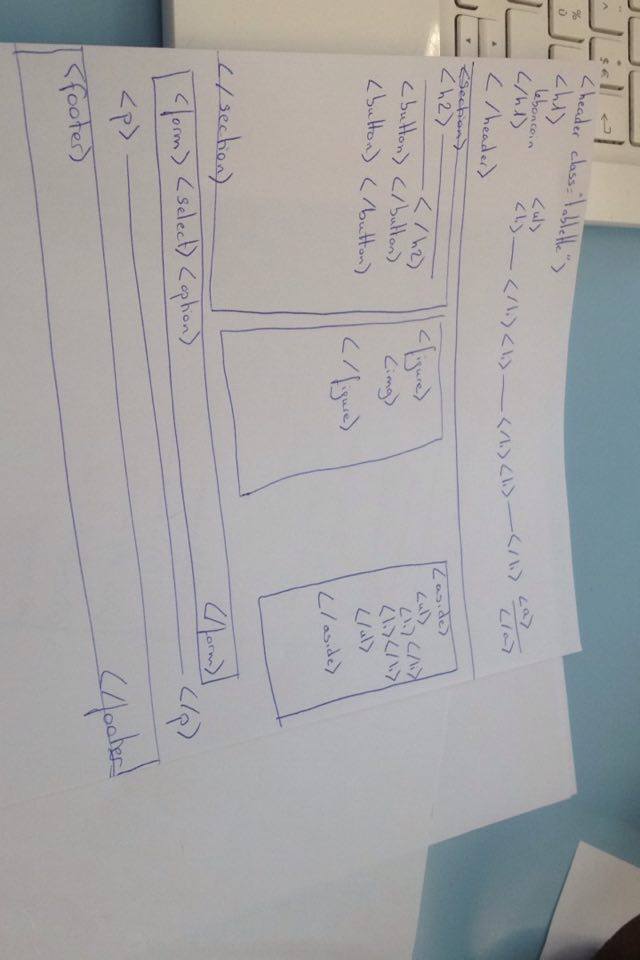 <header class="tablette">
<h1>
leboncoin
</h1>
<ul>
<li> </li> <li> </li> <li> </li> <a> </a>
</header>
<section>
<h2>
</h2>
<button> </button>
<button> </button>
<figure>
<img>
</figure>
<aside>
<ul>
<li></li>
<li></li>
</ul>
</aside>
</section>
<form> <select> <option> </form>
<p> </p>
<footer> </footer>